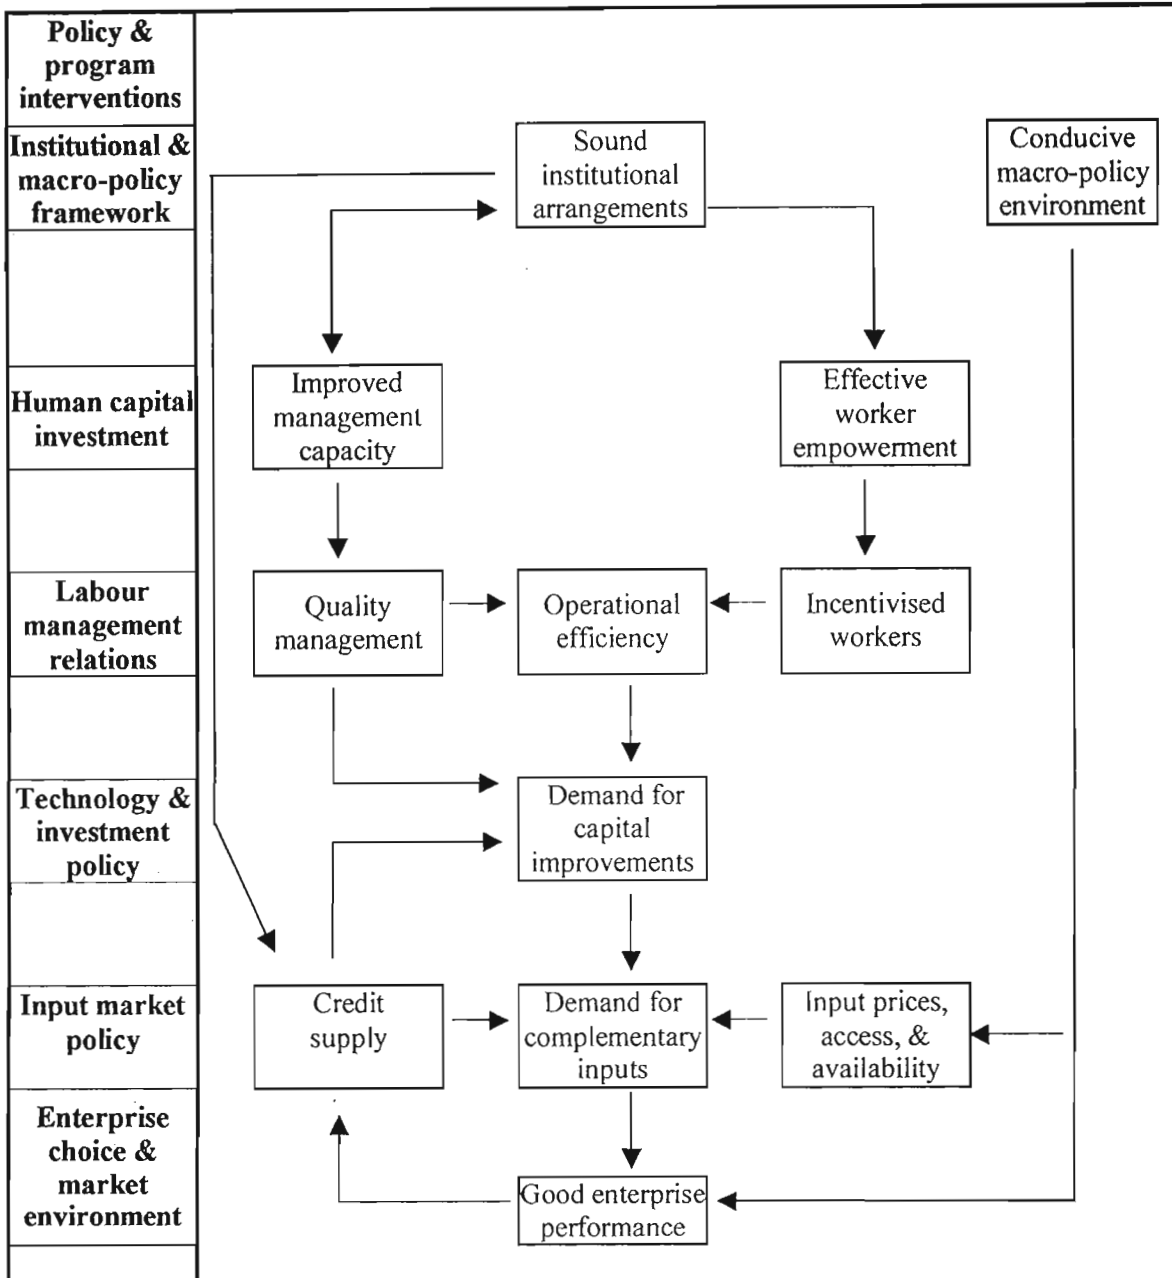 Policy &
program
interventions
Institutional &
macro-policy
framework
Sound
institutional
arrangements
Conducive
macro-policy
environment
Human capital
investment
Improved
management
capacity
Effective
worker
empowerment
Labour
management
relations
Quality
management
Operational
efficiency
Incentivised
workers
Technology &
investment
policy
Demand for
capital
improvements
Input market
policy
Credit
supply
Demand for
complementary
inputs
Input prices,
access, &
availability
Enterprise
choice &
market
environment
Good enterprise
performance